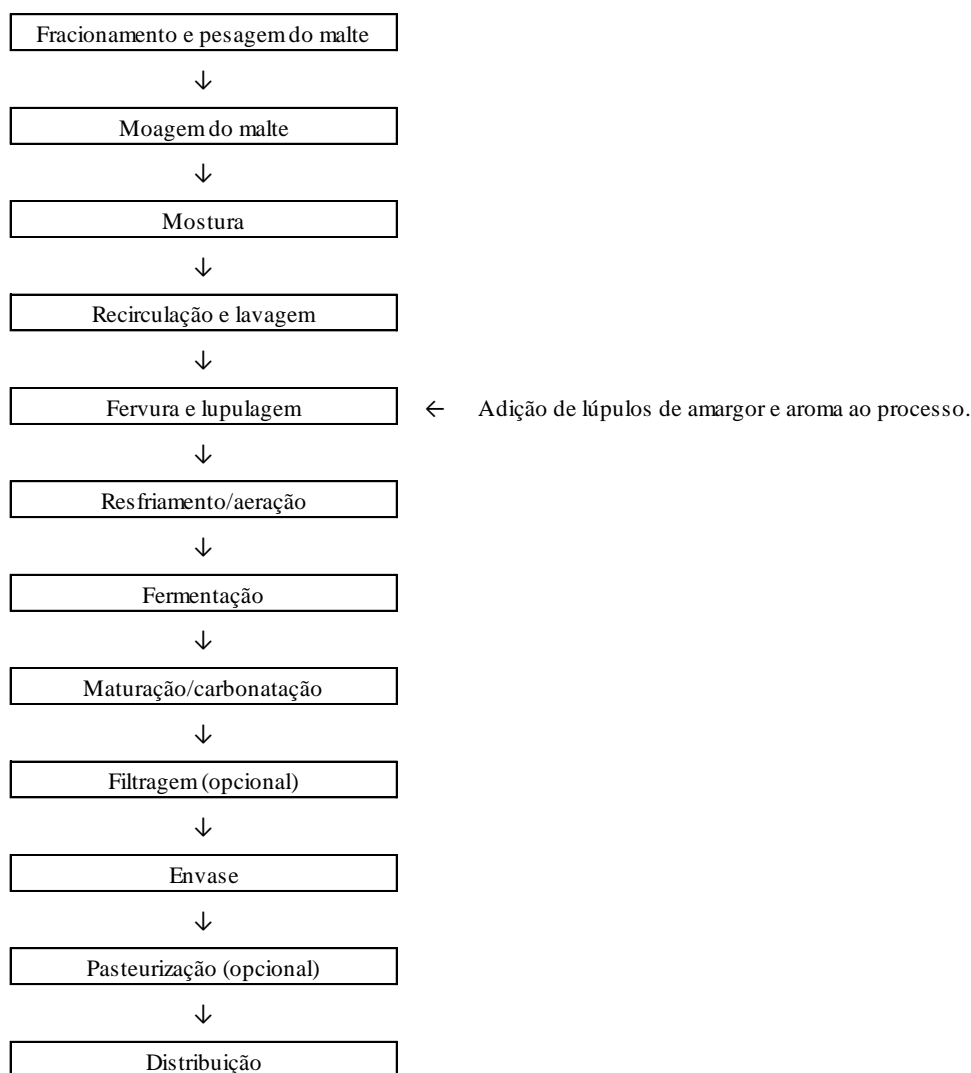 Fracionamento e pesagem do malte
↓
Moagem do malte
↓
Mostura
↓
Recirculação e lavagem
↓
Fervura e lupulagem ← Adição de lúpulos de amargor e aroma ao processo.
↓
Resfriamento/aeração
↓
Fermentação
↓
Maturação/carbonatação
↓
Filtragem (opcional)
↓
Envase
↓
Pasteurização (opcional)
↓
Distribuição